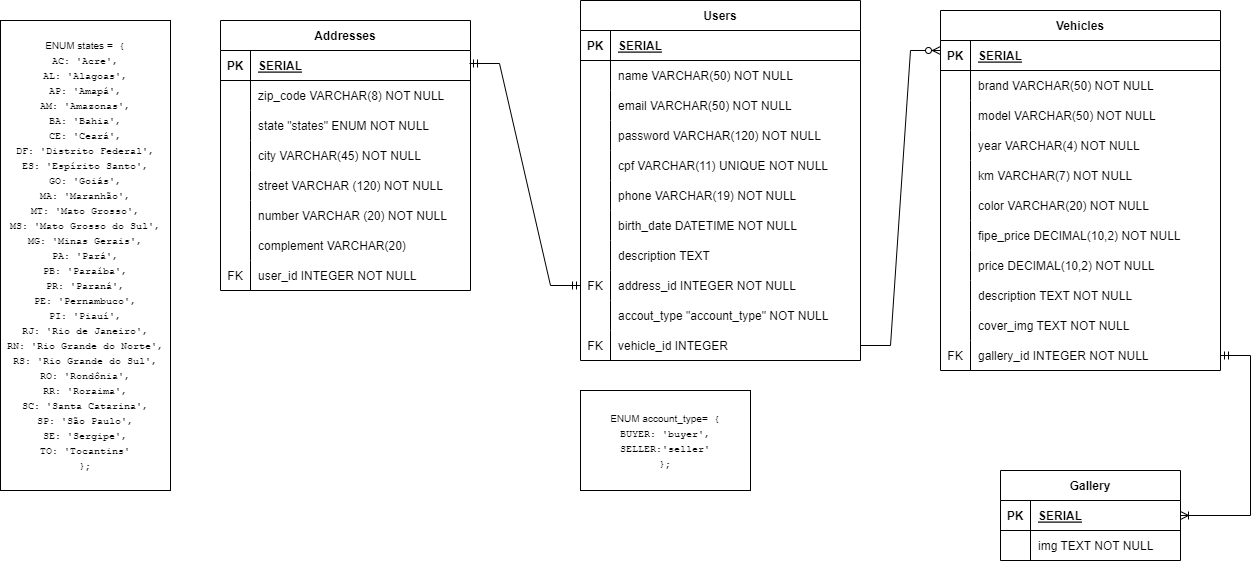 ENUM states = {
AC: 'Acre',
AL: 'Alagoas',
AP: 'Amapá',
AM: 'Amazonas',
BA: 'Bahia',
CE: 'Ceará',
DF: 'Distrito Federal',
ES: 'Espírito Santo',
GO: 'Goiás',
MA: 'Maranhão',
MT: 'Mato Grosso',
MS: 'Mato Grosso do Sul',
MG: 'Minas Gerais',
PA: 'Pará',
PB: 'Paraíba',
PR: 'Paraná',
PE: 'Pernambuco',
PI: 'Piauí',
RJ: 'Rio de Janeiro',
RN: 'Rio Grande do Norte',
RS: 'Rio Grande do Sul',
RO: 'Rondônia',
RR: 'Roraima',
SC: 'Santa Catarina',
SP: 'São Paulo',
SE: 'Sergipe',
TO: 'Tocantins'
};
Addresses
PK SERIAL
zip_code VARCHAR(8) NOT NULL
state "states" ENUM NOT NULL
city VARCHAR(45) NOT NULL
street VARCHAR (120) NOT NULL
number VARCHAR (20) NOT NULL
complement VARCHAR(20)
FK user_id INTEGER NOT NULL
Users
PK SERIAL
name VARCHAR(50) NOT NULL
email VARCHAR(50) NOT NULL
password VARCHAR(120) NOT NULL
cpf VARCHAR(11) UNIQUE NOT NULL
phone VARCHAR(19) NOT NULL
birth_date DATETIME NOT NULL
description TEXT
FK address_id INTEGER NOT NULL
accout_type "account_type" NOT NULL
FK vehicle_id INTEGER
ENUM account_type= {
BUYER: 'buyer',
SELLER:'seller'
};
Vehicles
PK SERIAL
brand VARCHAR(50) NOT NULL
model VARCHAR(50) NOT NULL
year VARCHAR(4) NOT NULL
km VARCHAR(7) NOT NULL
color VARCHAR(20) NOT NULL
fipe_price DECIMAL(10,2) NOT NULL
price DECIMAL(10,2) NOT NULL
description TEXT NOT NULL
cover_img TEXT NOT NULL
FK gallery_id INTEGER NOT NULL
Gallery
PK SERIAL
img TEXT NOT NULL